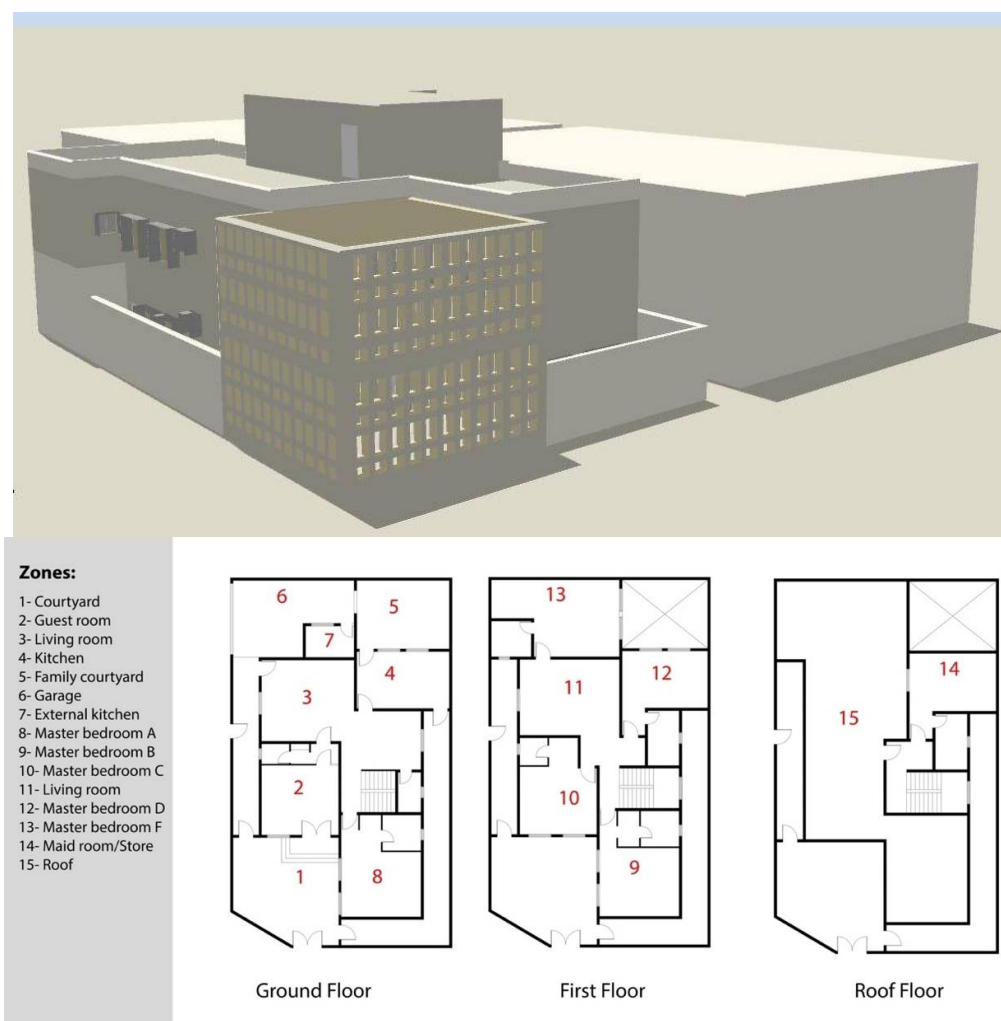 Zones:
1- Courtyard
2- Guest room
3- Living room
4- Kitchen
5- Family courtyard
6- Garage
7- External kitchen
8- Master bedroom A
9- Master bedroom B
10- Master bedroom C
11- Living room
12- Master bedroom D
13- Master bedroom F
14- Maid room/Store
15- Roof
6
5
7
4
3
2
1
8
Ground Floor
13
12
11
10
9
First Floor
14
15
Roof Floor